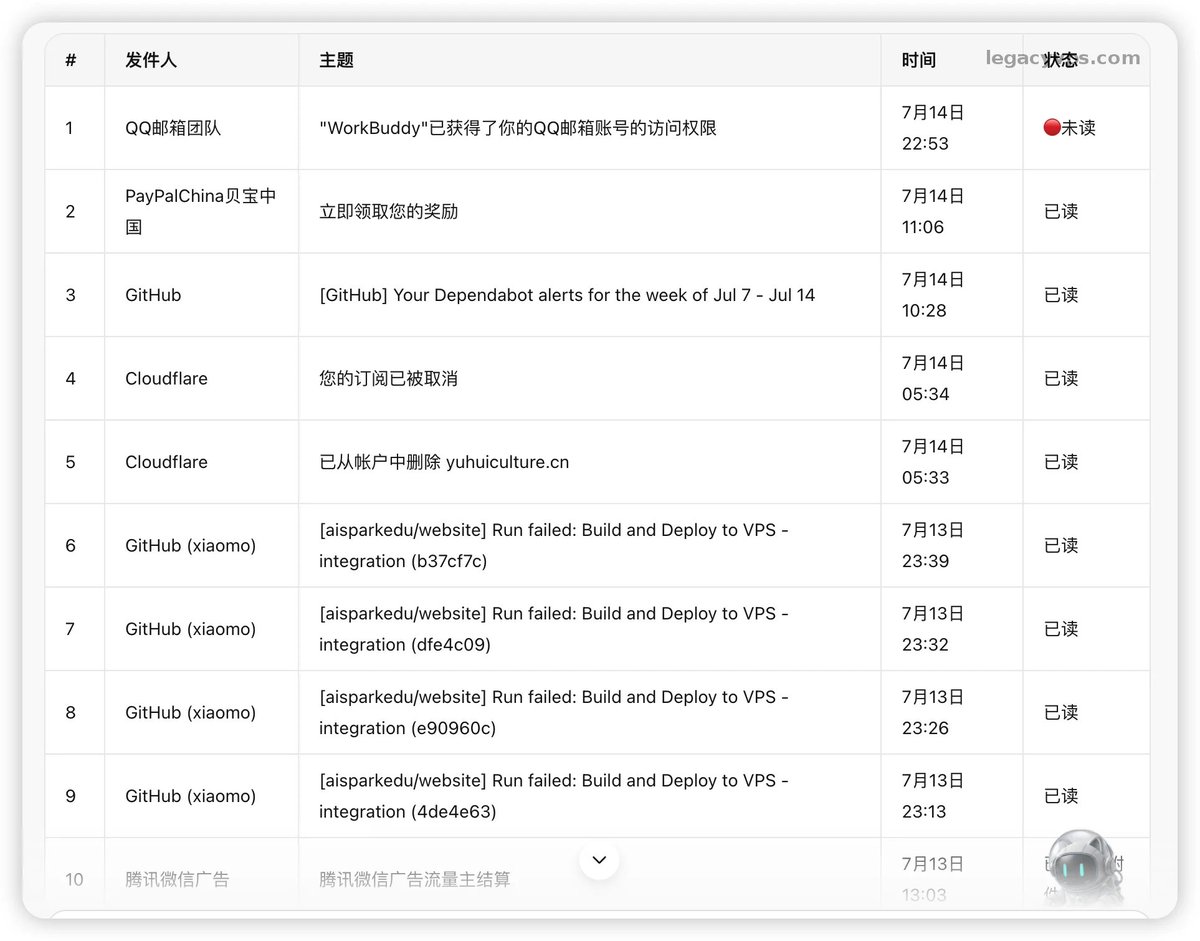 # 发件人 主题 时间 状态
legacyvps.com
1 QQ邮箱团队 "WorkBuddy"已获得了你的QQ邮箱账号的访问权限 7月14日
22:53 🔴未读
2 PayPalChina贝宝中
国 立即领取您的奖励 7月14日
11:06 已读
3 GitHub [GitHub] Your Dependabot alerts for the week of Jul 7 - Jul 14 7月14日
10:28 已读
4 Cloudflare 您的订阅已被取消 7月14日
05:34 已读
5 Cloudflare 已从帐户中删除 yuhuiculture.cn 7月14日
05:33 已读
6 GitHub (xiaomo) [aisparkedu/website] Run failed: Build and Deploy to VPS -
integration (b37cf7c) 7月13日
23:39 已读
7 GitHub (xiaomo) [aisparkedu/website] Run failed: Build and Deploy to VPS -
integration (dfe4c09) 7月13日
23:32 已读
8 GitHub (xiaomo) [aisparkedu/website] Run failed: Build and Deploy to VPS -
integration (e90960c) 7月13日
23:26 已读
9 GitHub (xiaomo) [aisparkedu/website] Run failed: Build and Deploy to VPS -
integration (4de4e63) 7月13日
23:13 已读
10 腾讯微信广告 腾讯微信广告流量主结算 7月13日
13:03